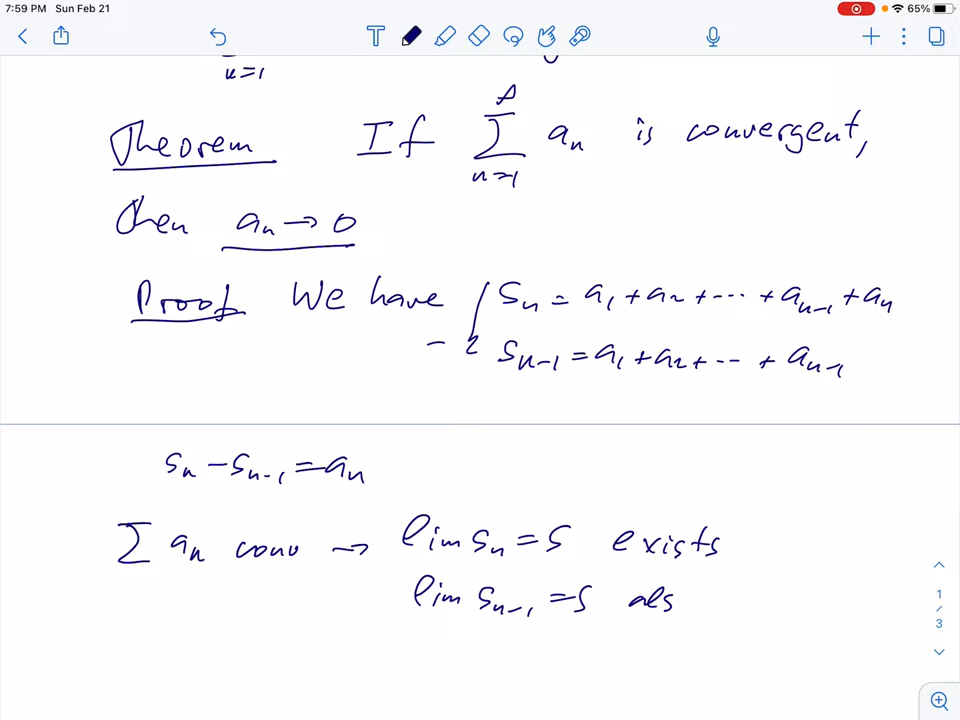 7:59 PM Sun Feb 21
65%
n=1
Theorem If ∑_{n=1}^{∞} a_n is convergent,
then a_n → 0
Proof We have { S_n = a_1 + a_2 + ... + a_{n-1} + a_n
- S_{n-1} = a_1 + a_2 + ... + a_{n-1}
S_n - S_{n-1} = a_n
∑ a_n conv → lim S_n = S exists
lim S_{n-1} = S als
1
/
3